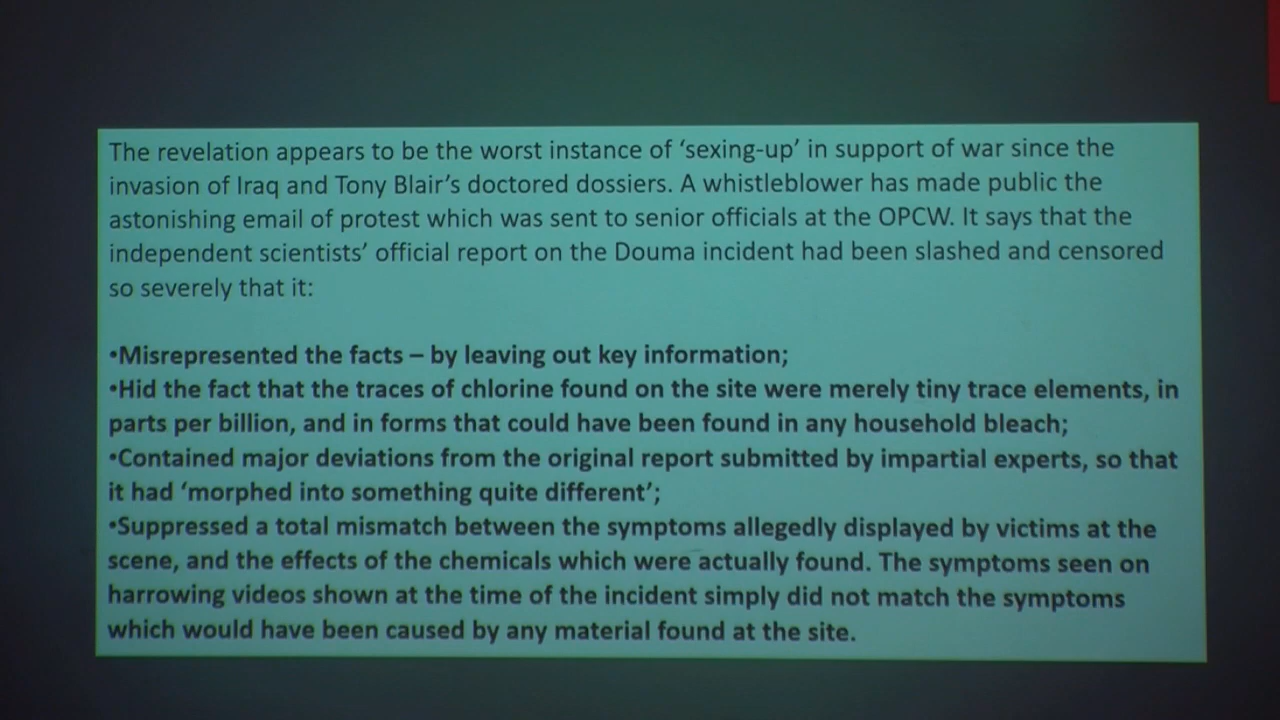 The revelation appears to be the worst instance of ‘sexing-up’ in support of war since the
invasion of Iraq and Tony Blair’s doctored dossiers. A whistleblower has made public the
astonishing email of protest which was sent to senior officials at the OPCW. It says that the
independent scientists’ official report on the Douma incident had been slashed and censored
so severely that it:
•Misrepresented the facts – by leaving out key information;
•Hid the fact that the traces of chlorine found on the site were merely tiny trace elements, in
parts per billion, and in forms that could have been found in any household bleach;
•Contained major deviations from the original report submitted by impartial experts, so that
it had ‘morphed into something quite different’;
•Suppressed a total mismatch between the symptoms allegedly displayed by victims at the
scene, and the effects of the chemicals which were actually found. The symptoms seen on
harrowing videos shown at the time of the incident simply did not match the symptoms
which would have been caused by any material found at the site.